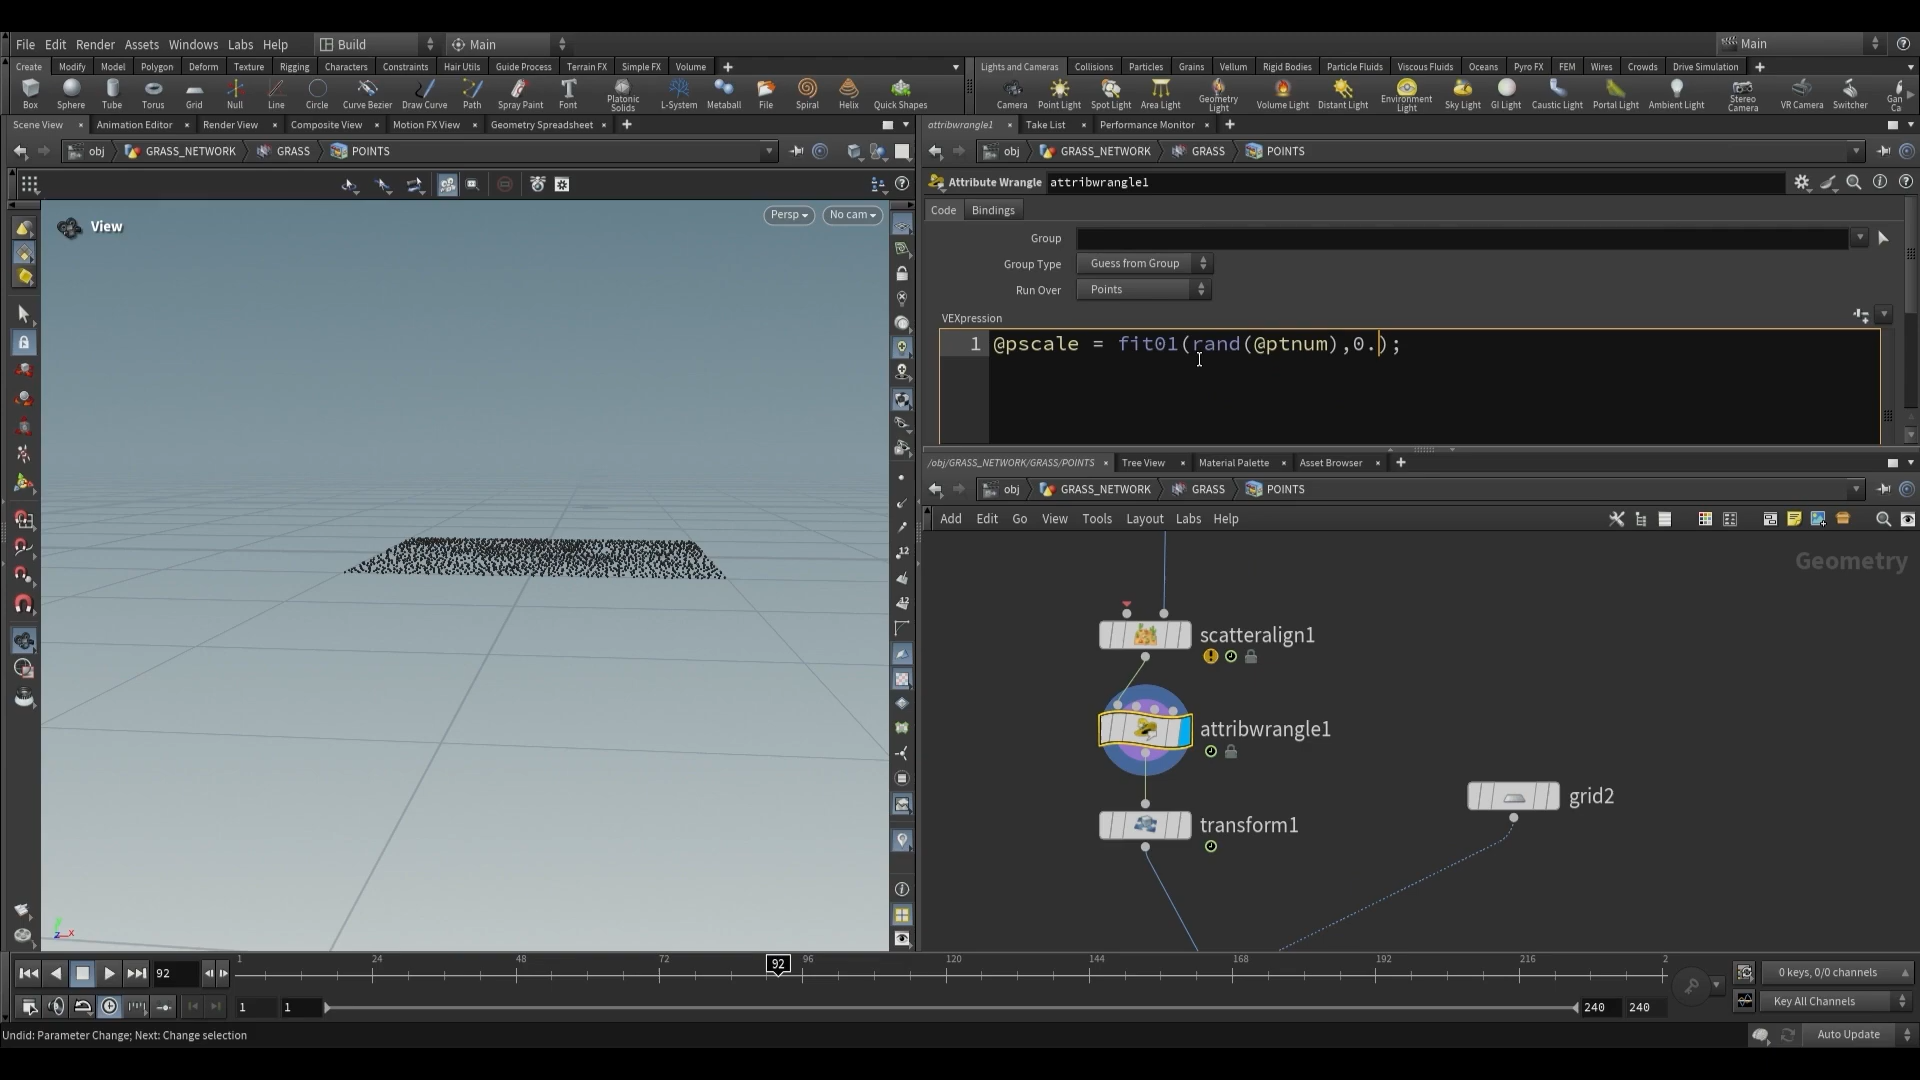 File Edit Render Assets Windows Labs Help Build Main Main
Create Modify Model Polygon Deform Texture Rigging Characters Constraints Hair Utils Guide Process Terrain FX Simple FX Volume
Lights and Cameras Collisions Particles Grains Vellum Rigid Bodies Particle Fluids Viscous Fluids Oceans Pyro FX FEM Wires Crowds Drive Simulation
Box Sphere Tube Torus Grid Null Line Circle Curve Bezier Draw Curve Path Spray Paint Font Platonic Solids L-System Metaball File Spiral Helix Quick Shapes
Camera Point Light Spot Light Area Light Geometry Light Volume Light Distant Light Environment Light Sky Light GI Light Caustic Light Portal Light Ambient Light Stereo Camera VR Camera Switcher Gan Ca
Scene View Animation Editor Render View Composite View Motion FX View Geometry Spreadsheet
attribwrangle1 Take List Performance Monitor
obj GRASS_NETWORK GRASS POINTS
obj GRASS_NETWORK GRASS POINTS
Attribute Wrangle attribwrangle1
Code Bindings
View
Persp No cam
Group
Group Type Guess from Group
Run Over Points
VEXpression
1 @pscale = fit01(rand(@ptnum),0.);
/obj/GRASS_NETWORK/GRASS/POINTS Tree View Material Palette Asset Browser
obj GRASS_NETWORK GRASS POINTS
Add Edit Go View Tools Layout Labs Help
Geometry
scatteralign1
attribwrangle1
grid2
transform1
12
12
z x
92 1 24 48 72 92 96 120 144 168 192 216 2
0 keys, 0/0 channels
1 1 240 240
Key All Channels
Undid: Parameter Change; Next: Change selection
Auto Update